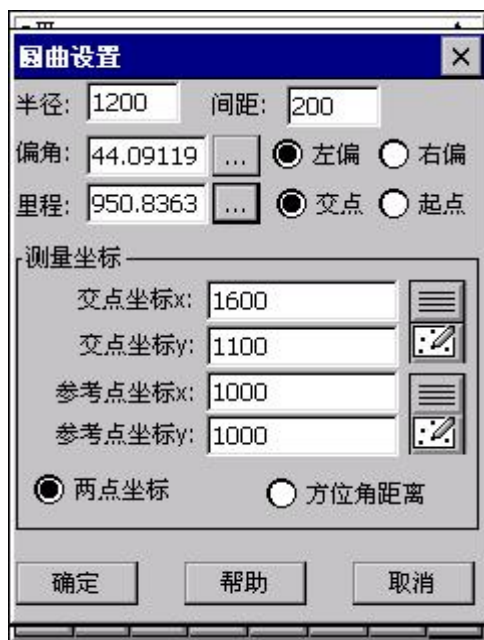 圆曲设置
半径: 1200 间距: 200
偏角: 44.09119 ... 左偏 右偏
里程: 950.8363 ... 交点 起点
测量坐标
交点坐标x: 1600
交点坐标y: 1100
参考点坐标x: 1000
参考点坐标y: 1000
两点坐标 方位角距离
确定 帮助 取消